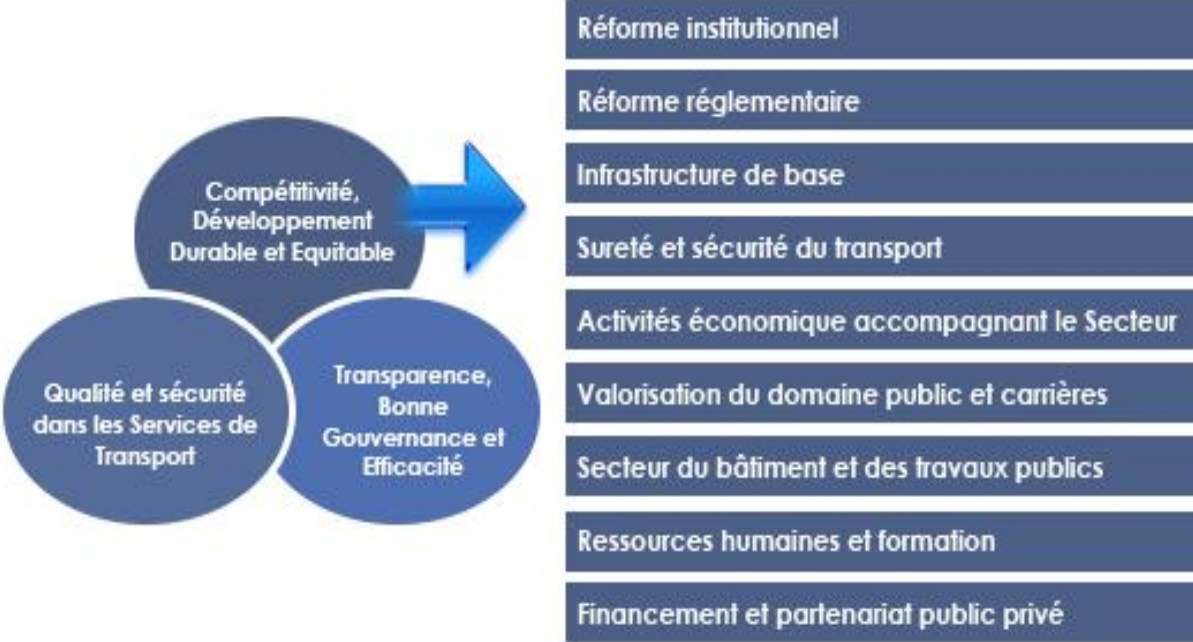 Compétitivité,
Développement
Durable et Equitable
Qualité et sécurité
dans les Services de
Transport
Transparence,
Bonne
Gouvernance et
Efficacité
Réforme institutionnel
Réforme réglementaire
Infrastructure de base
Sureté et sécurité du transport
Activités économique accompagnant le Secteur
Valorisation du domaine public et carrières
Secteur du bâtiment et des travaux publics
Ressources humaines et formation
Financement et partenariat public privé